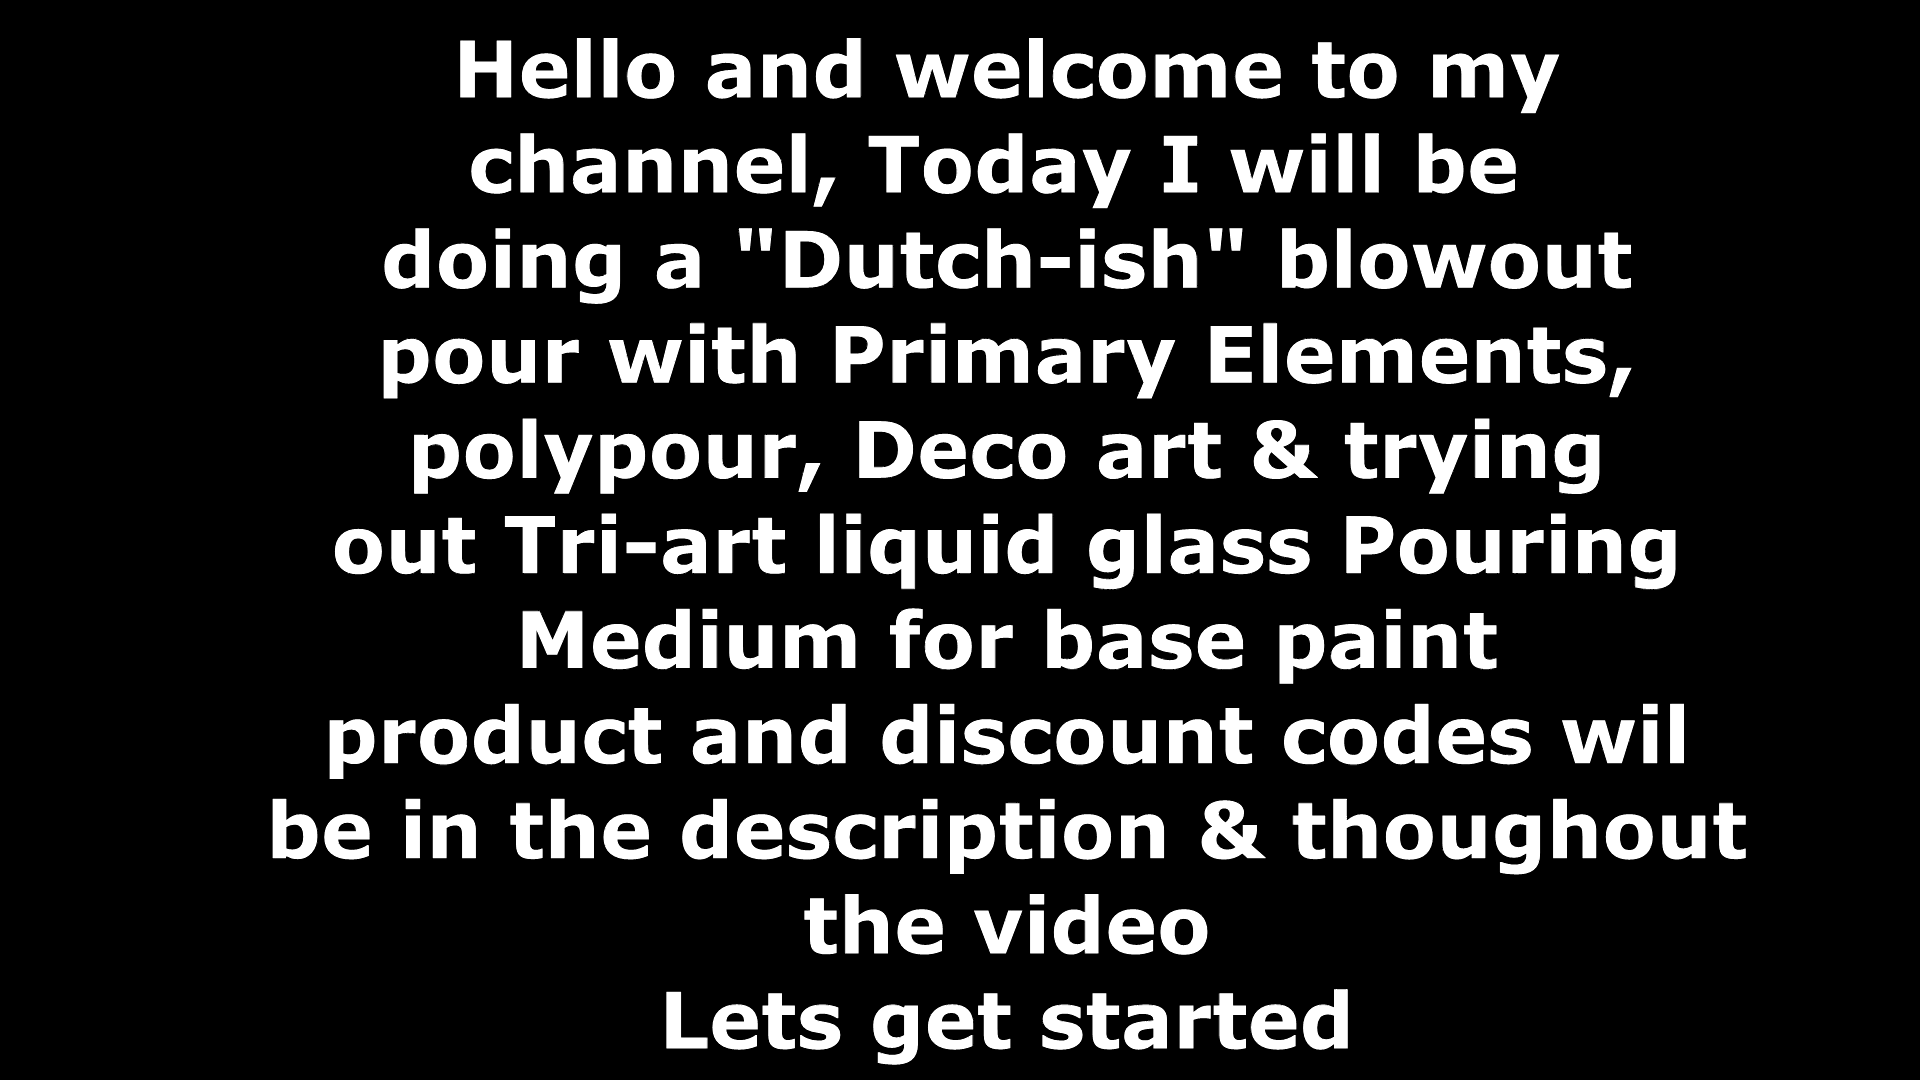 Hello and welcome to my
channel, Today I will be
doing a "Dutch-ish" blowout
pour with Primary Elements,
polypour, Deco art & trying
out Tri-art liquid glass Pouring
Medium for base paint
product and discount codes wil
be in the description & thoughout
the video
Lets get started